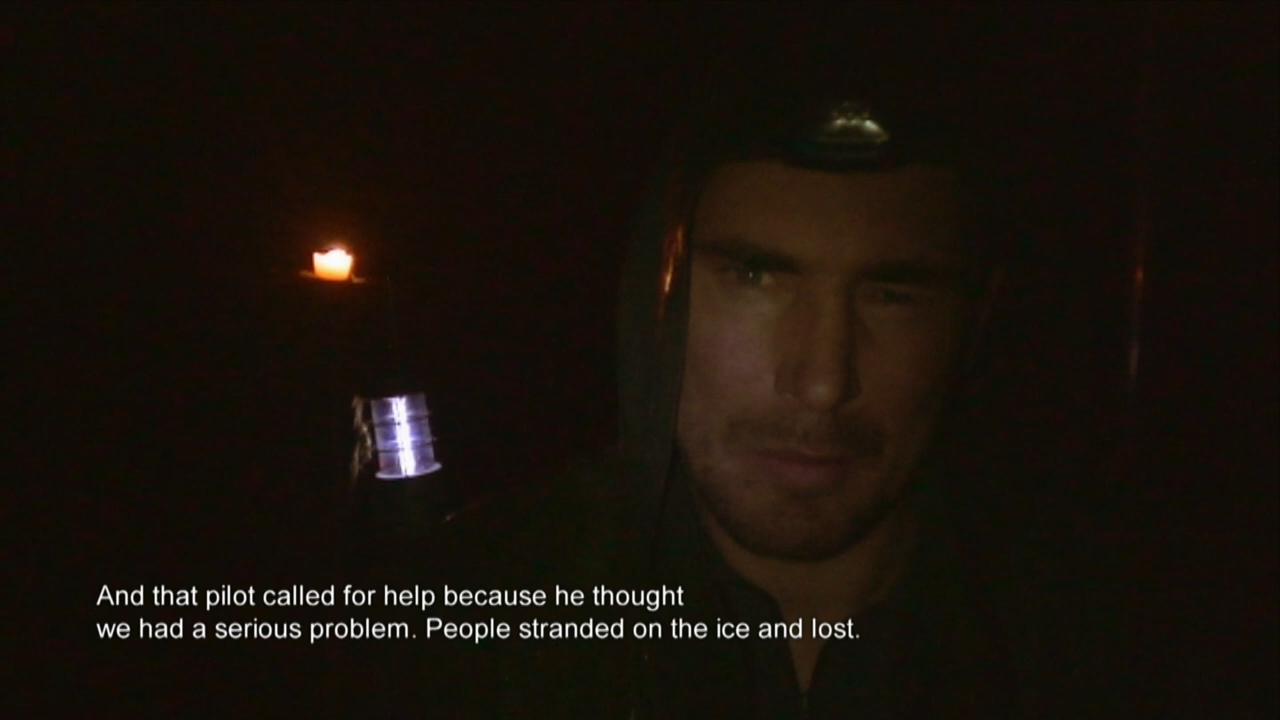 And that pilot called for help because he thought
we had a serious problem. People stranded on the ice and lost.